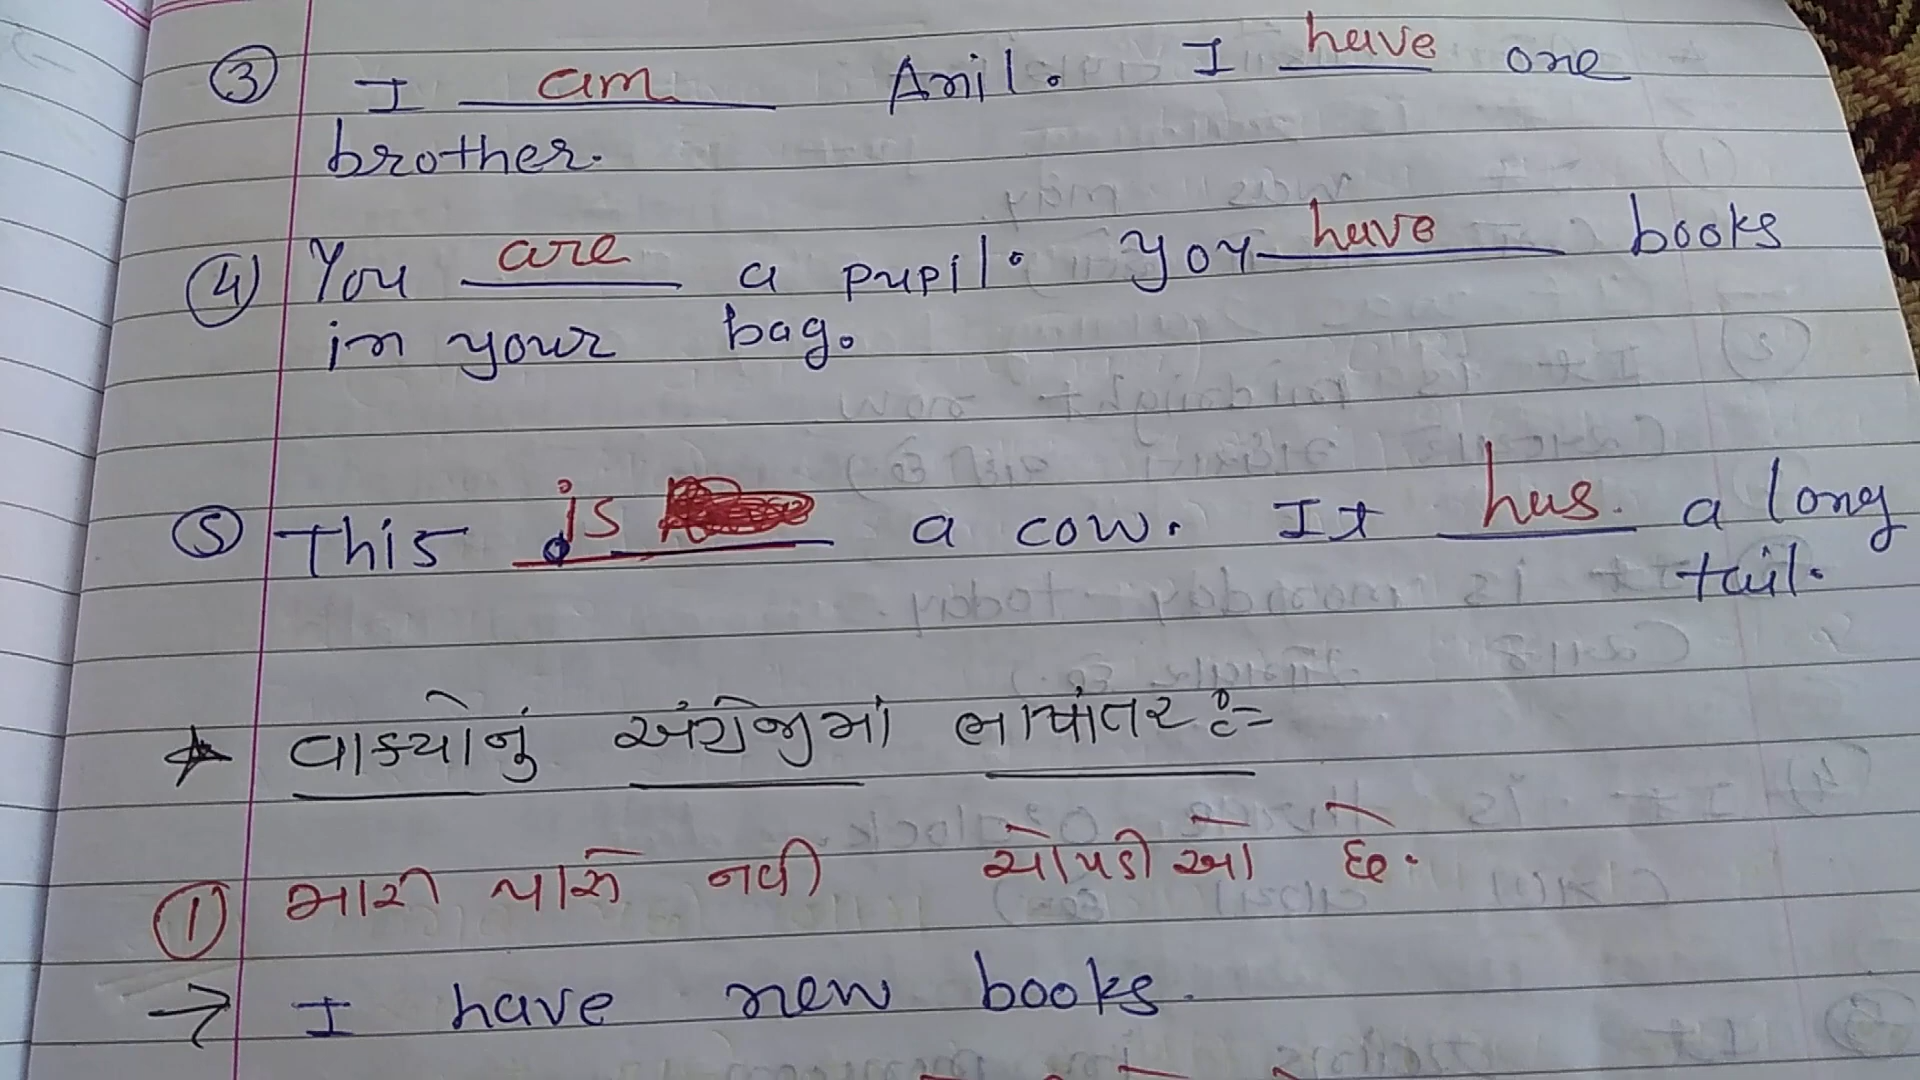 ③ I am Anil. I have one
brother.
④ You are a pupil. You have books
in your bag.
⑤ This is a cow. It has a long
tail.
★ વાક્યોનું અંગ્રેજીમાં ભાષાંતર :-
① મારી પાસે નવી ચોપડીઓ છે.
→ I have new books.